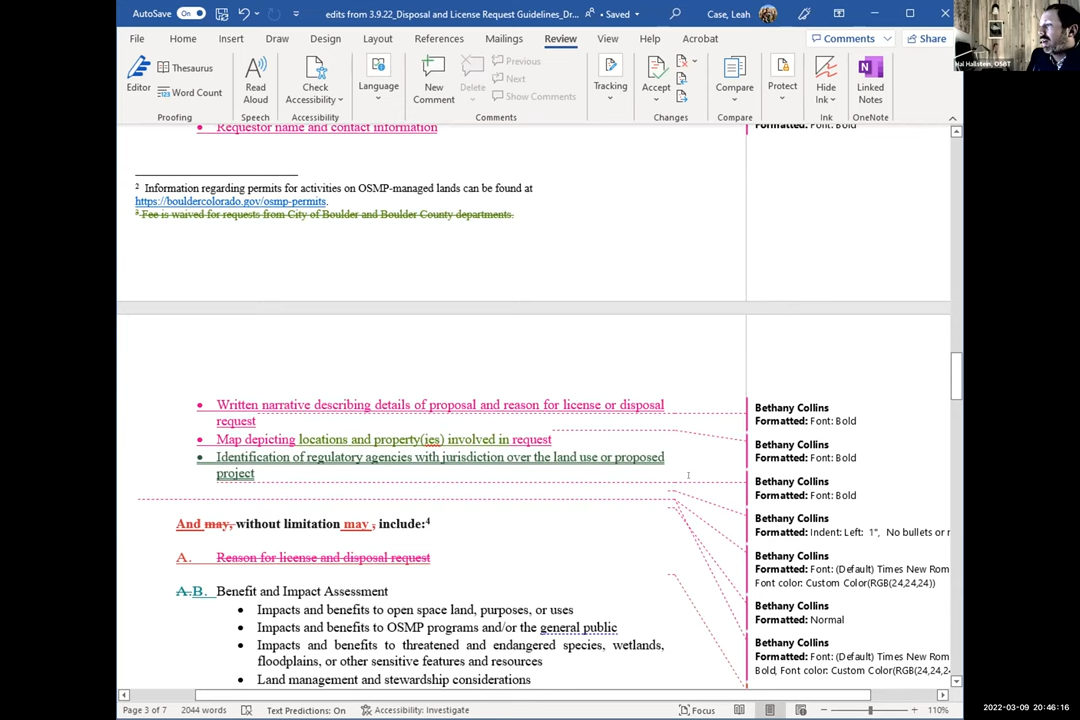 AutoSave On edits from 3.9.22_Disposal and License Request Guidelines_Dr... • Saved Case, Leah
File Home Insert Draw Design Layout References Mailings Review View Help Acrobat Comments Share
Hal Hallstein, OSBT
Editor Thesaurus Word Count Read Aloud Check Accessibility Language New Comment Delete Previous Next Show Comments Tracking Accept Compare Protect Hide Ink Linked Notes
Proofing Speech Accessibility Comments Changes Compare Ink OneNote
• Requestor name and contact information
Formatted: Font: Bold
2 Information regarding permits for activities on OSMP-managed lands can be found at
https://bouldercolorado.gov/osmp-permits.
3 Fee is waived for requests from City of Boulder and Boulder County departments.
• Written narrative describing details of proposal and reason for license or disposal
request
• Map depicting locations and property(ies) involved in request
• Identification of regulatory agencies with jurisdiction over the land use or proposed
project
And may, without limitation may , include:4
A. Reason for license and disposal request
A.B. Benefit and Impact Assessment
• Impacts and benefits to open space land, purposes, or uses
• Impacts and benefits to OSMP programs and/or the general public
• Impacts and benefits to threatened and endangered species, wetlands,
floodplains, or other sensitive features and resources
• Land management and stewardship considerations
Bethany Collins
Formatted: Font: Bold
Bethany Collins
Formatted: Font: Bold
Bethany Collins
Formatted: Font: Bold
Bethany Collins
Formatted: Indent: Left: 1", No bullets or
Bethany Collins
Formatted: Font: (Default) Times New Rom
Font color: Custom Color(RGB(24,24,24))
Bethany Collins
Formatted: Normal
Bethany Collins
Formatted: Font: (Default) Times New Rom
Bold, Font color: Custom Color(RGB(24,24,24
Page 3 of 7 2044 words Text Predictions: On Accessibility: Investigate Focus 110%
2022-03-09 20:46:16